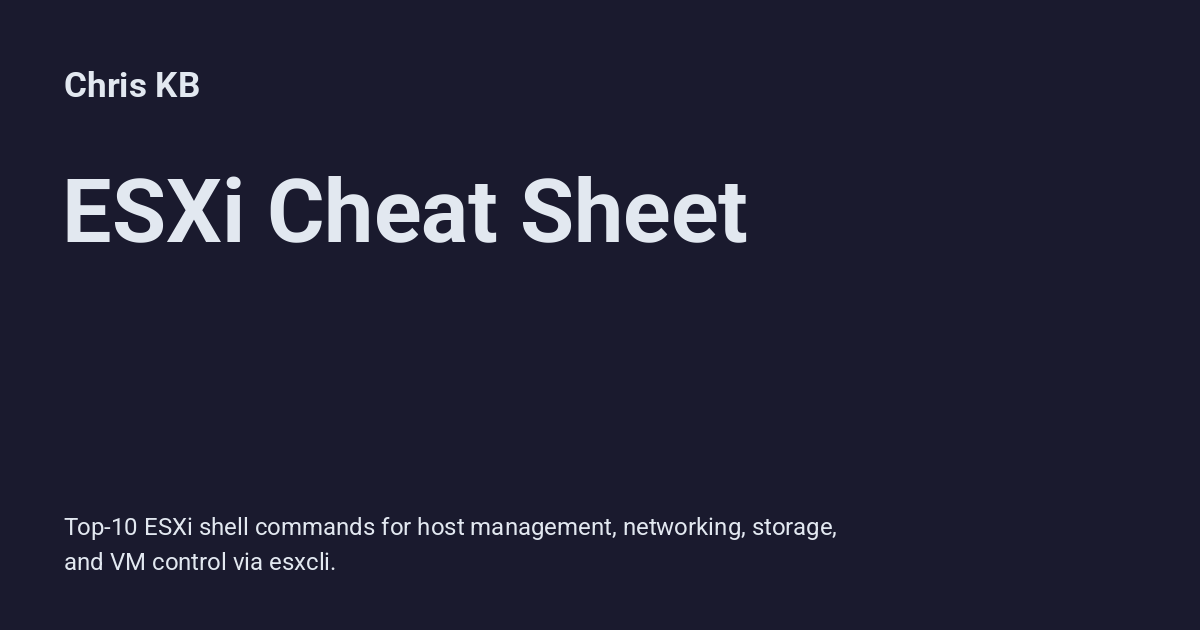 Chris KB
ESXi Cheat Sheet
Top-10 ESXi shell commands for host management, networking, storage,
and VM control via esxcli.